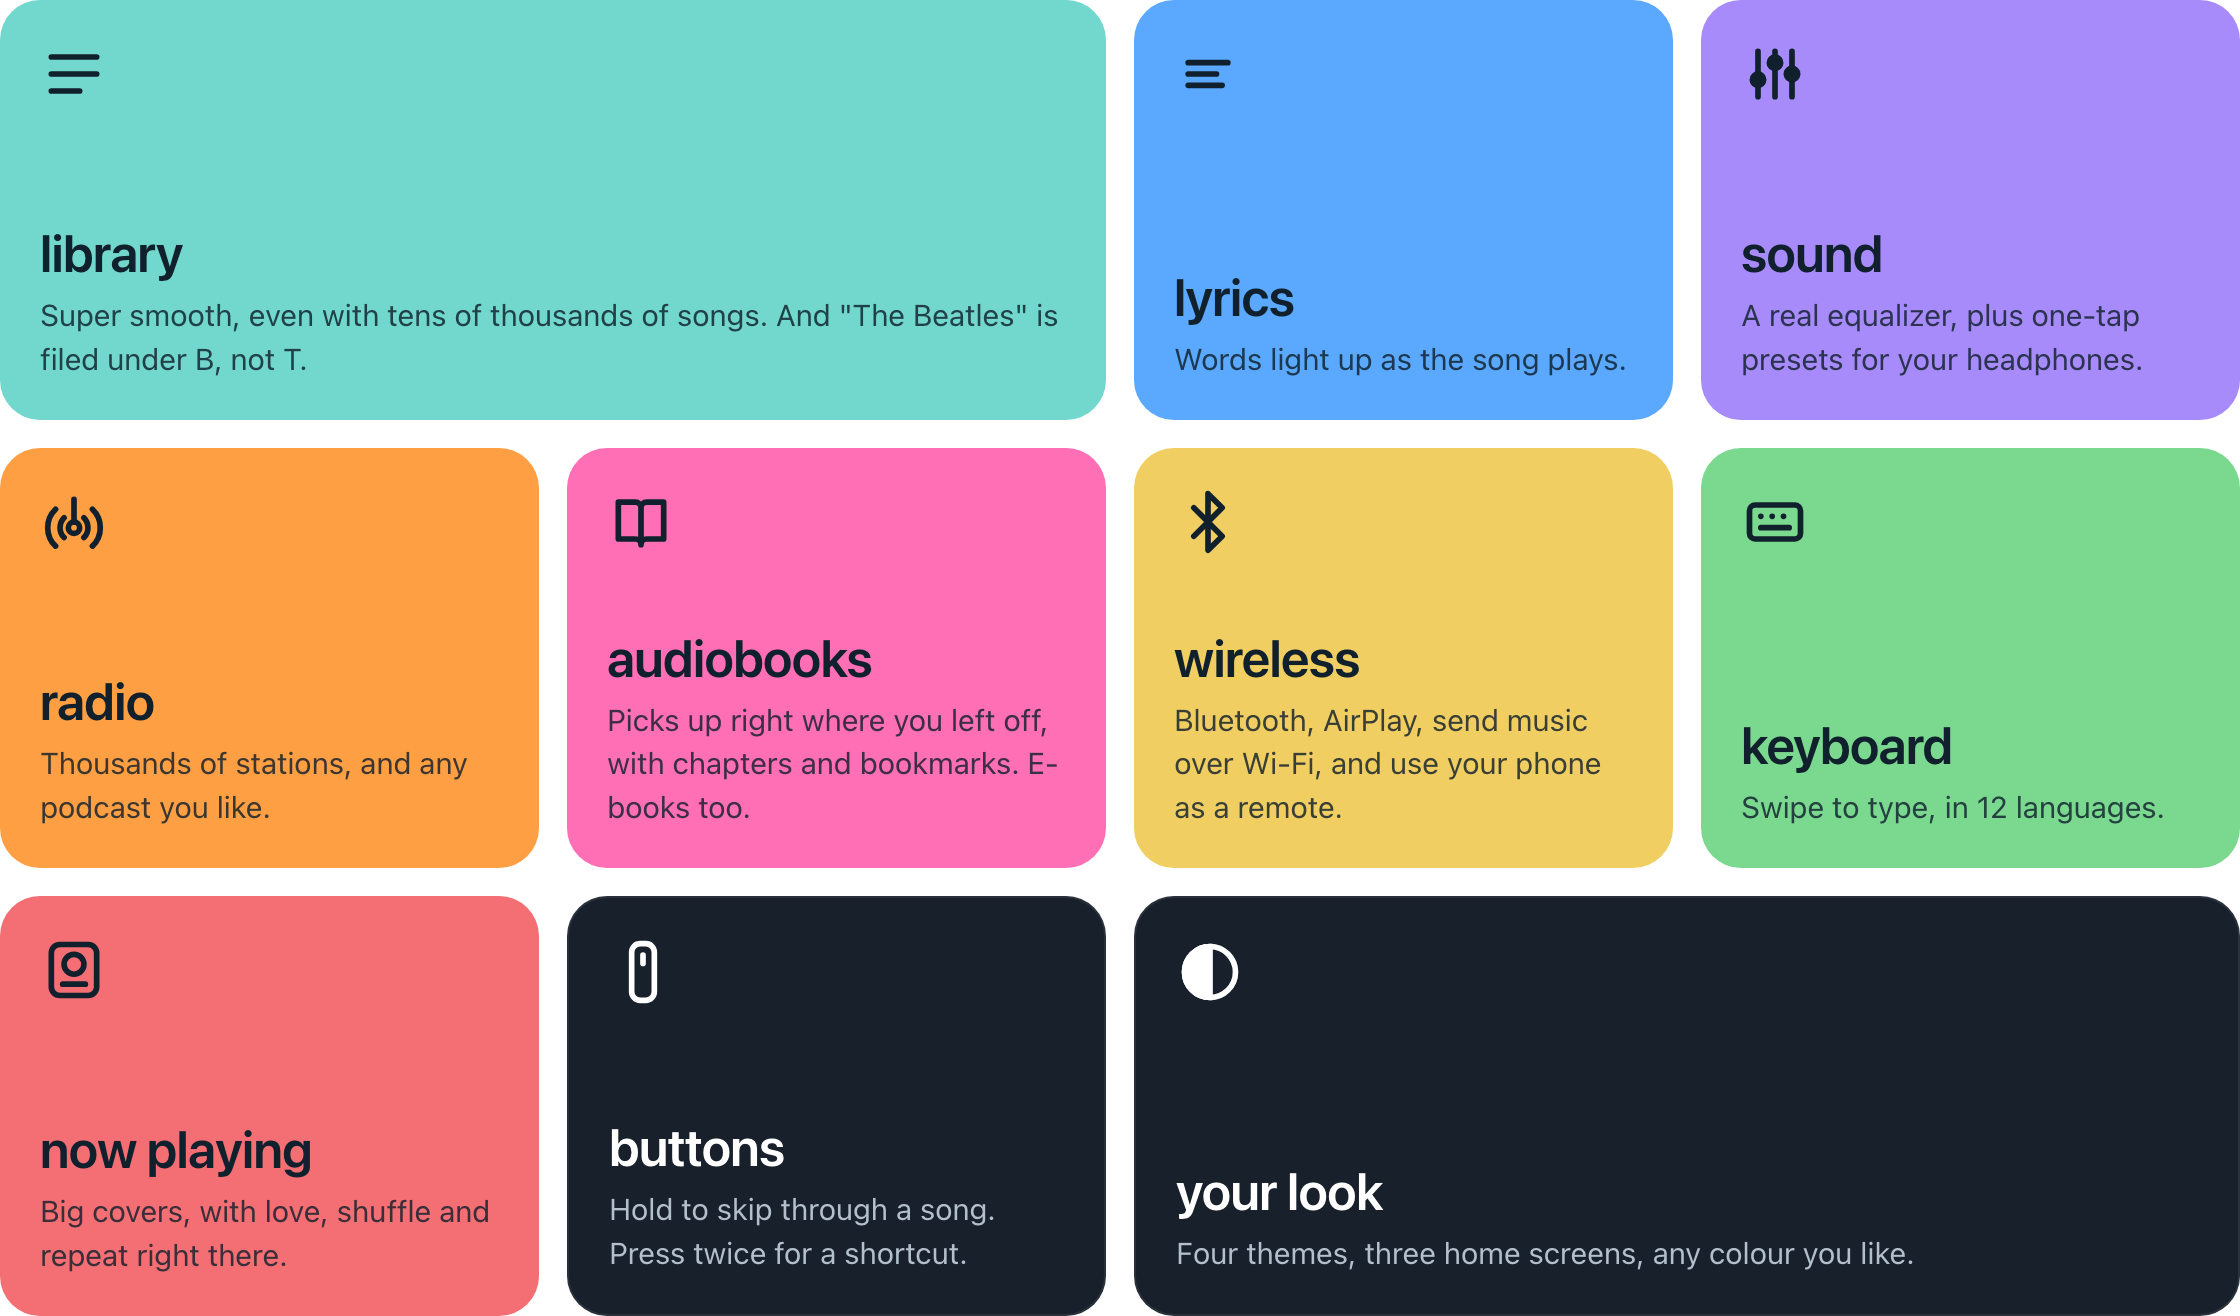 library
Super smooth, even with tens of thousands of songs. And "The Beatles" is
filed under B, not T.
lyrics
Words light up as the song plays.
sound
A real equalizer, plus one-tap
presets for your headphones.
radio
Thousands of stations, and any
podcast you like.
audiobooks
Picks up right where you left off,
with chapters and bookmarks. E-
books too.
wireless
Bluetooth, AirPlay, send music
over Wi-Fi, and use your phone
as a remote.
keyboard
Swipe to type, in 12 languages.
now playing
Big covers, with love, shuffle and
repeat right there.
buttons
Hold to skip through a song.
Press twice for a shortcut.
your look
Four themes, three home screens, any colour you like.